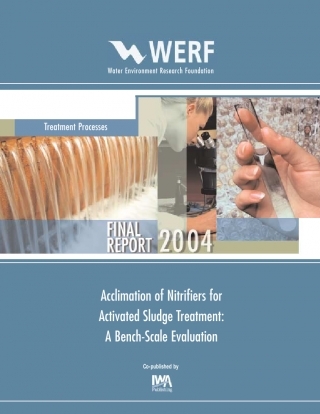 WERF
Water Environment Research Foundation
Treatment Processes
FINAL
REPORT 2004
Acclimation of Nitrifiers for
Activated Sludge Treatment:
A Bench-Scale Evaluation
Co-published by
IWA
Publishing